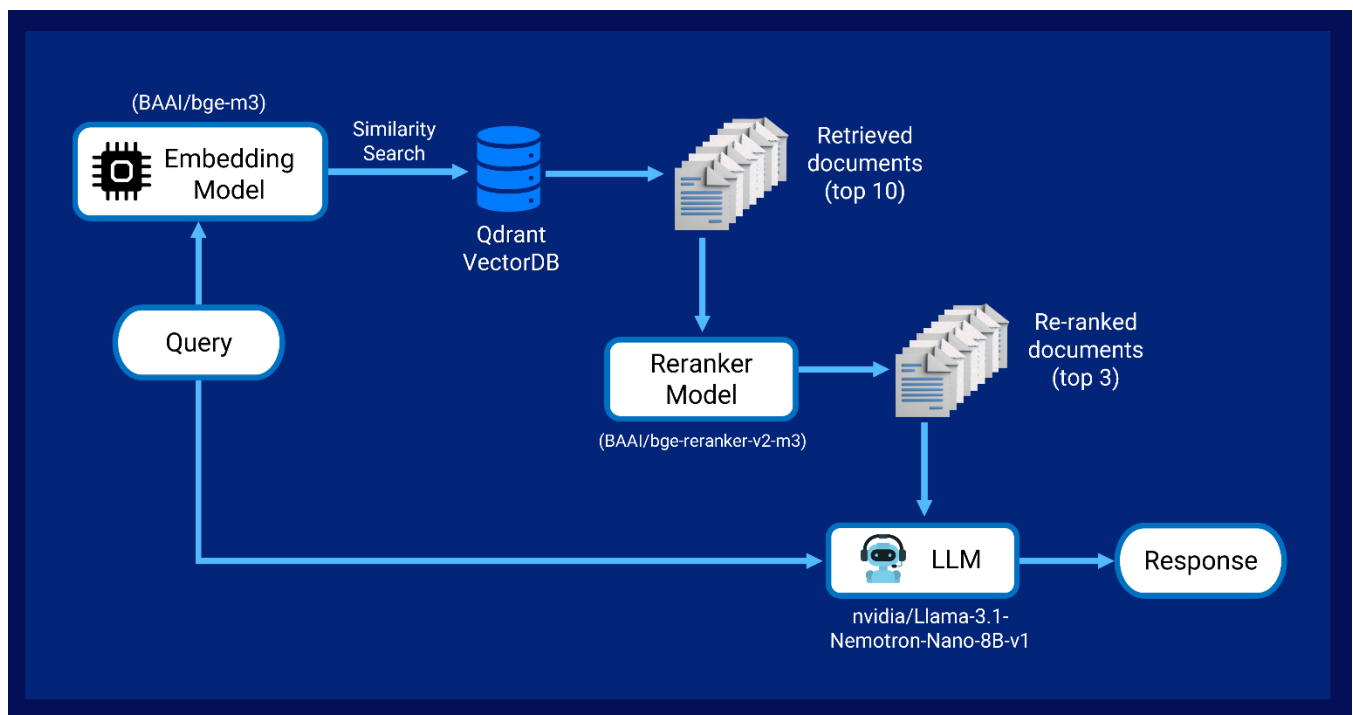 (BAAI/bge-m3)
Embedding
Model
Similarity
Search
Qdrant
VectorDB
Retrieved
documents
(top 10)
Query
Reranker
Model
(BAAI/bge-reranker-v2-m3)
Re-ranked
documents
(top 3)
LLM
nvidia/Llama-3.1-
Nemotron-Nano-8B-v1
Response